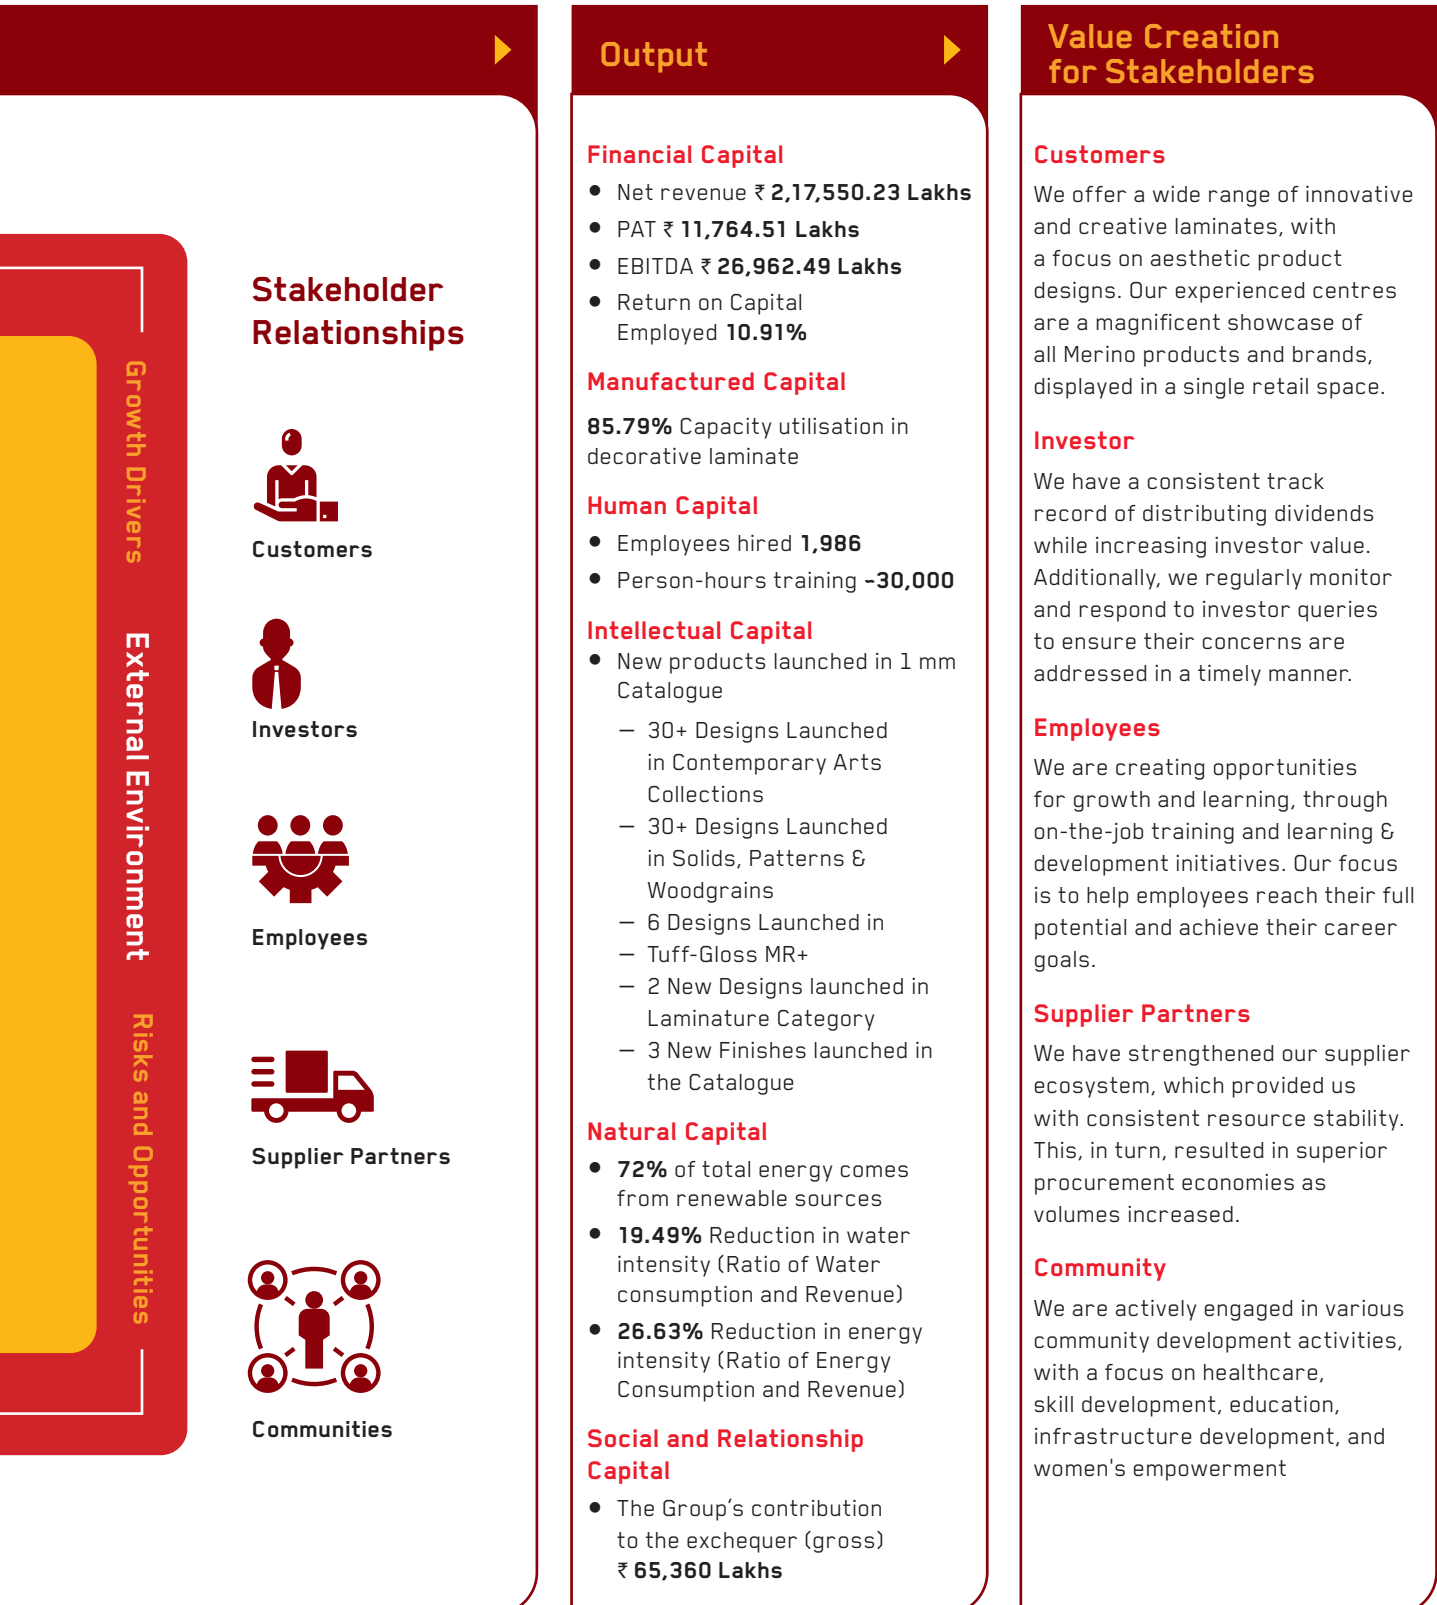 Growth Drivers
External Environment
Risks and Opportunities
Stakeholder
Relationships
Customers
Investors
Employees
Supplier Partners
Communities
Output
Financial Capital
• Net revenue ₹ 2,17,550.23 Lakhs
• PAT ₹ 11,764.51 Lakhs
• EBITDA ₹ 26,962.49 Lakhs
• Return on Capital
Employed 10.91%
Manufactured Capital
85.79% Capacity utilisation in
decorative laminate
Human Capital
• Employees hired 1,986
• Person-hours training ~30,000
Intellectual Capital
• New products launched in 1 mm
Catalogue
– 30+ Designs Launched
in Contemporary Arts
Collections
– 30+ Designs Launched
in Solids, Patterns &
Woodgrains
– 6 Designs Launched in
– Tuff-Gloss MR+
– 2 New Designs launched in
Laminature Category
– 3 New Finishes launched in
the Catalogue
Natural Capital
• 72% of total energy comes
from renewable sources
• 19.49% Reduction in water
intensity (Ratio of Water
consumption and Revenue)
• 26.63% Reduction in energy
intensity (Ratio of Energy
Consumption and Revenue)
Social and Relationship
Capital
• The Group’s contribution
to the exchequer (gross)
₹ 65,360 Lakhs
Value Creation
for Stakeholders
Customers
We offer a wide range of innovative
and creative laminates, with
a focus on aesthetic product
designs. Our experienced centres
are a magnificent showcase of
all Merino products and brands,
displayed in a single retail space.
Investor
We have a consistent track
record of distributing dividends
while increasing investor value.
Additionally, we regularly monitor
and respond to investor queries
to ensure their concerns are
addressed in a timely manner.
Employees
We are creating opportunities
for growth and learning, through
on-the-job training and learning &
development initiatives. Our focus
is to help employees reach their full
potential and achieve their career
goals.
Supplier Partners
We have strengthened our supplier
ecosystem, which provided us
with consistent resource stability.
This, in turn, resulted in superior
procurement economies as
volumes increased.
Community
We are actively engaged in various
community development activities,
with a focus on healthcare,
skill development, education,
infrastructure development, and
women's empowerment